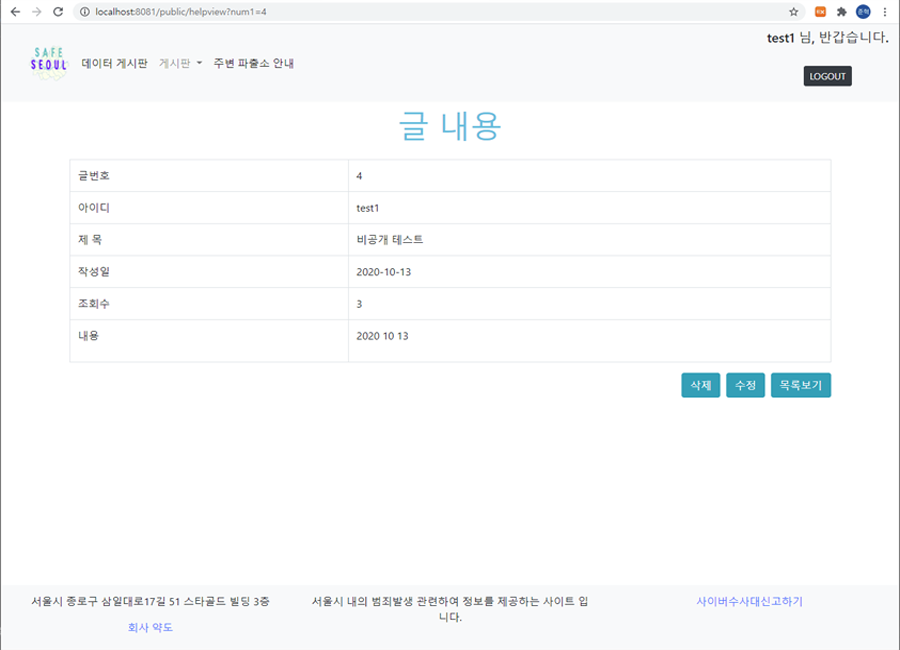 localhost:8081/public/helpview?num1=4
test1 님, 반갑습니다.
SAFE
SEOUL
데이터 게시판 게시판 주변 파출소 안내
LOGOUT
글 내용
글번호 4
아이디 test1
제 목 비공개 테스트
작성일 2020-10-13
조회수 3
내용 2020 10 13
삭제 수정 목록보기
서울시 종로구 삼일대로17길 51 스타골드 빌딩 3층
회사 약도
서울시 내의 범죄발생 관련하여 정보를 제공하는 사이트 입
니다.
사이버수사대신고하기